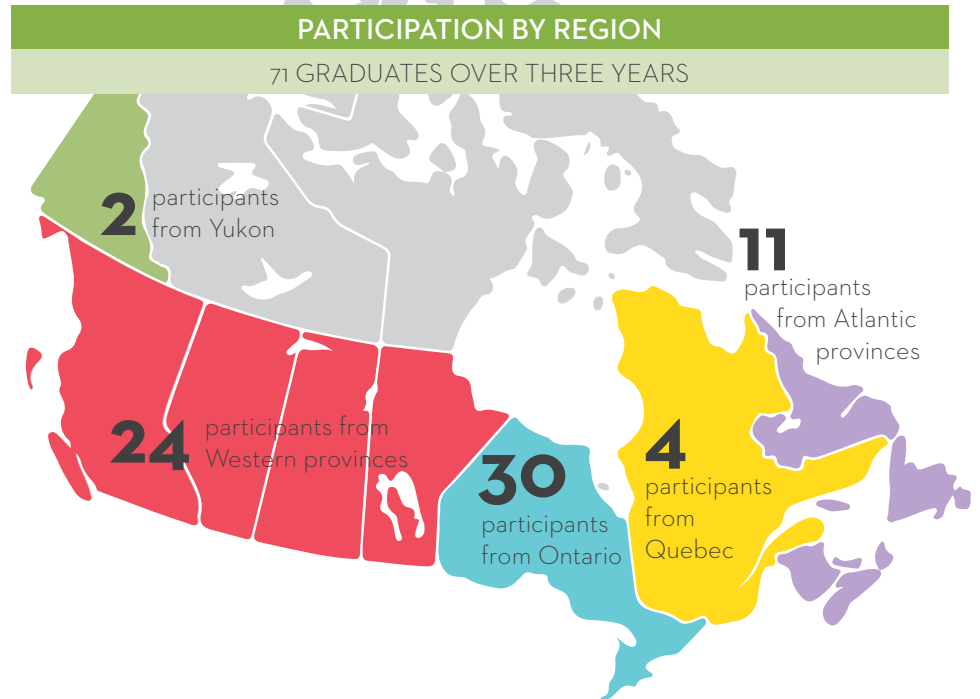 PARTICIPATION BY REGION
71 GRADUATES OVER THREE YEARS
2 participants
from Yukon
11
participants
from Atlantic
provinces
24 participants from
Western provinces
30
participants
from Ontario
4
participants
from
Quebec